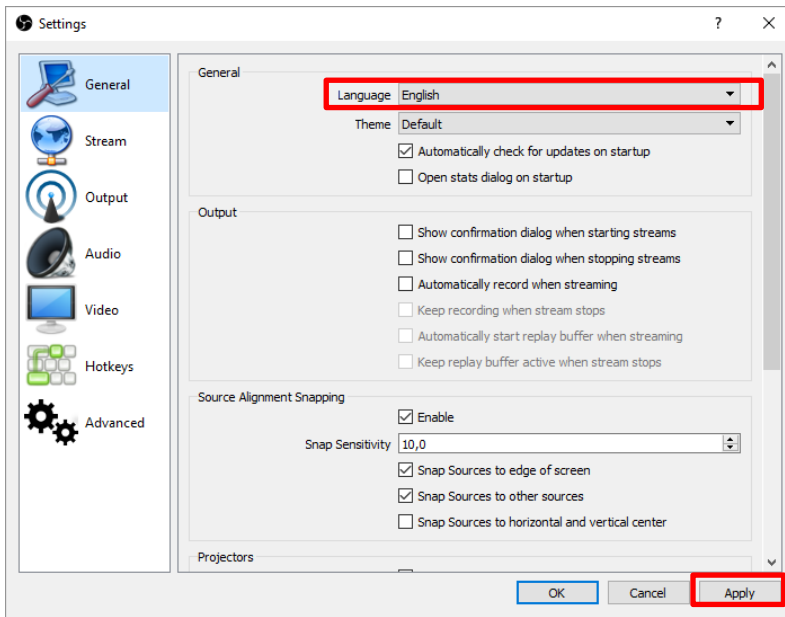 Settings
?
General
Stream
Output
Audio
Video
Hotkeys
Advanced
General
Language English
Theme Default
Automatically check for updates on startup
Open stats dialog on startup
Output
Show confirmation dialog when starting streams
Show confirmation dialog when stopping streams
Automatically record when streaming
Keep recording when stream stops
Automatically start replay buffer when streaming
Keep replay buffer active when stream stops
Source Alignment Snapping
Enable
Snap Sensitivity 10,0
Snap Sources to edge of screen
Snap Sources to other sources
Snap Sources to horizontal and vertical center
Projectors
OK Cancel Apply